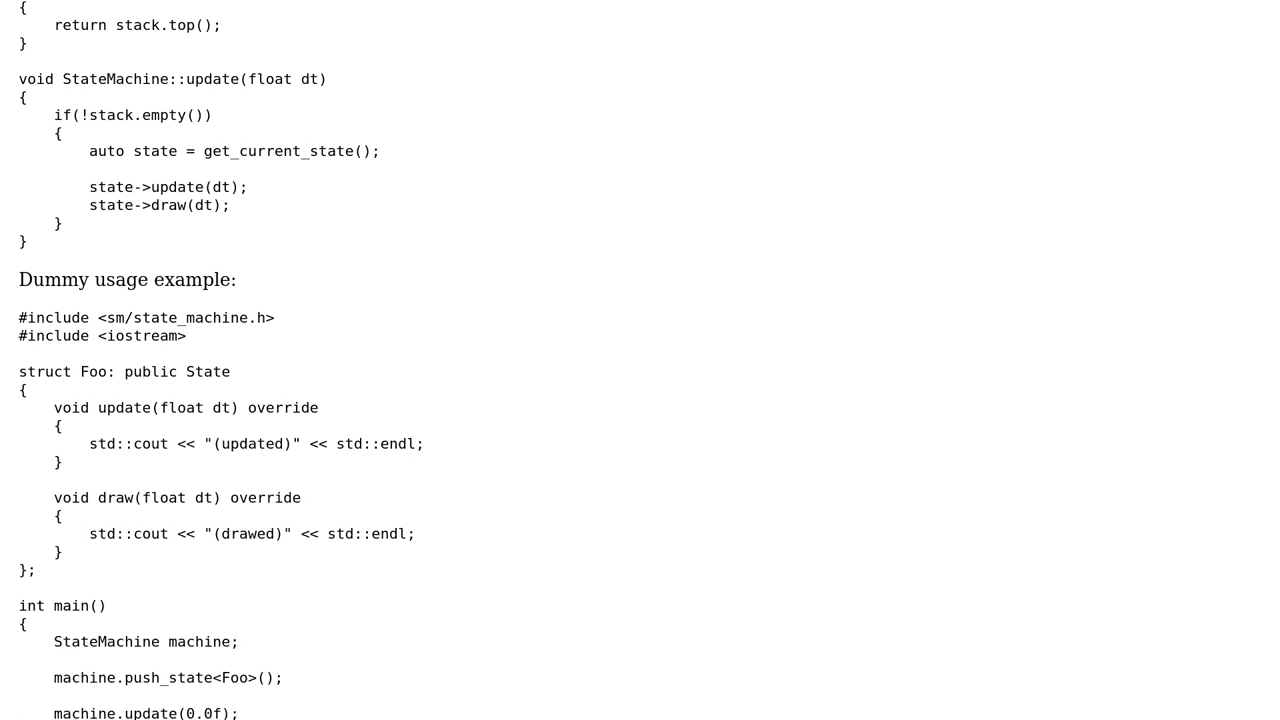 {
    return stack.top();
}

void StateMachine::update(float dt)
{
    if(!stack.empty())
    {
        auto state = get_current_state();

        state->update(dt);
        state->draw(dt);
    }
}

Dummy usage example:

#include <sm/state_machine.h>
#include <iostream>

struct Foo: public State
{
    void update(float dt) override
    {
        std::cout << "(updated)" << std::endl;
    }

    void draw(float dt) override
    {
        std::cout << "(drawed)" << std::endl;
    }
};

int main()
{
    StateMachine machine;

    machine.push_state<Foo>();

    machine.update(0.0f);